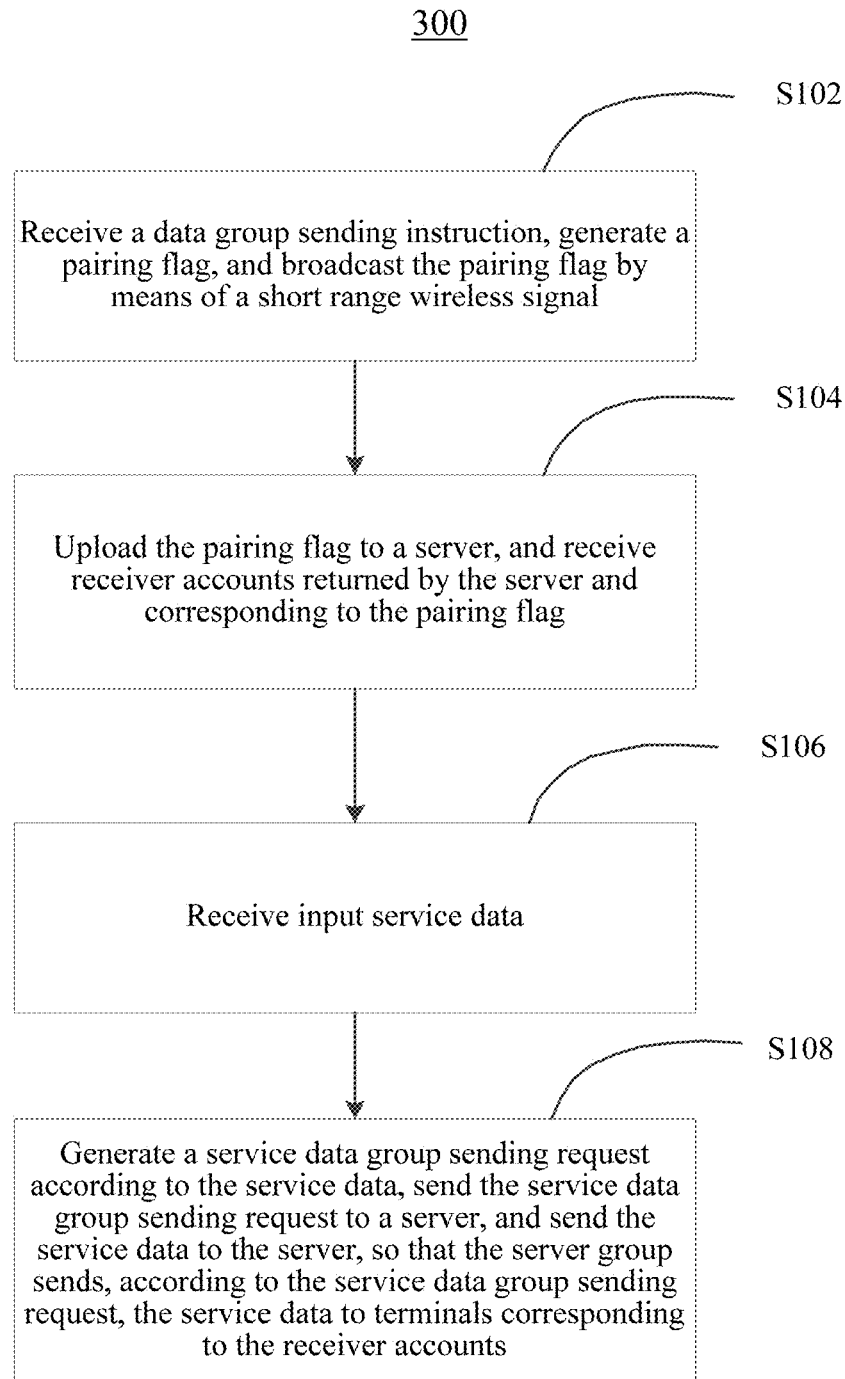 300
S102
Receive a data group sending instruction, generate a
pairing flag, and broadcast the pairing flag by
means of a short range wireless signal
S104
Upload the pairing flag to a server, and receive
receiver accounts returned by the server and
corresponding to the pairing flag
S106
Receive input service data
S108
Generate a service data group sending request
according to the service data, send the service data
group sending request to a server, and send the
service data to the server, so that the server group
sends, according to the service data group sending
request, the service data to terminals corresponding
to the receiver accounts